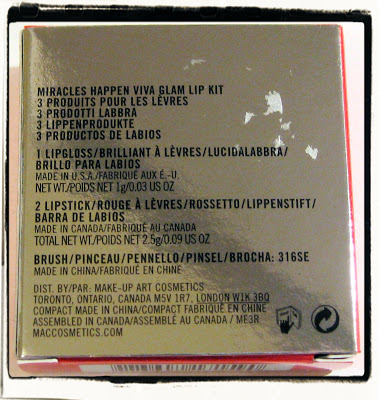 MIRACLES HAPPEN VIVA GLAM LIP KIT
3 PRODUITS POUR LES LÈVRES
3 PRODOTTI LABBRA
3 LIPPENPRODUKTE
3 PRODUCTOS DE LABIOS
1 LIPGLOSS/BRILLIANT À LÈVRES/LUCIDALABBRA/
BRILLO PARA LABIOS
MADE IN U.S.A/FABRIQUÉ AUX É.-U.
NET WT./POIDS NET 1g/0.03 US OZ
2 LIPSTICK/ROUGE À LÈVRES/ROSSETTO/LIPPENSTIFT/
BARRA DE LABIOS
MADE IN CANADA/FABRIQUÉ AU CANADA
TOTAL NET WT./POIDS NET 2.5g/0.09 US OZ
BRUSH/PINCEAU/PENNELLO/PINSEL/BROCHA: 316SE
MADE IN CHINA/FABRIQUÉ EN CHINE
DIST. BY/PAR: MAKE-UP ART COSMETICS
TORONTO, ONTARIO, CANADA M5V 1R7, LONDON W1K 3BQ
COMPACT MADE IN CHINA/COMPACT FABRIQUÉ EN CHINE
ASSEMBLED IN CANADA/ASSEMBLÉ AU CANADA / ME3R
MACCOSMETICS.COM